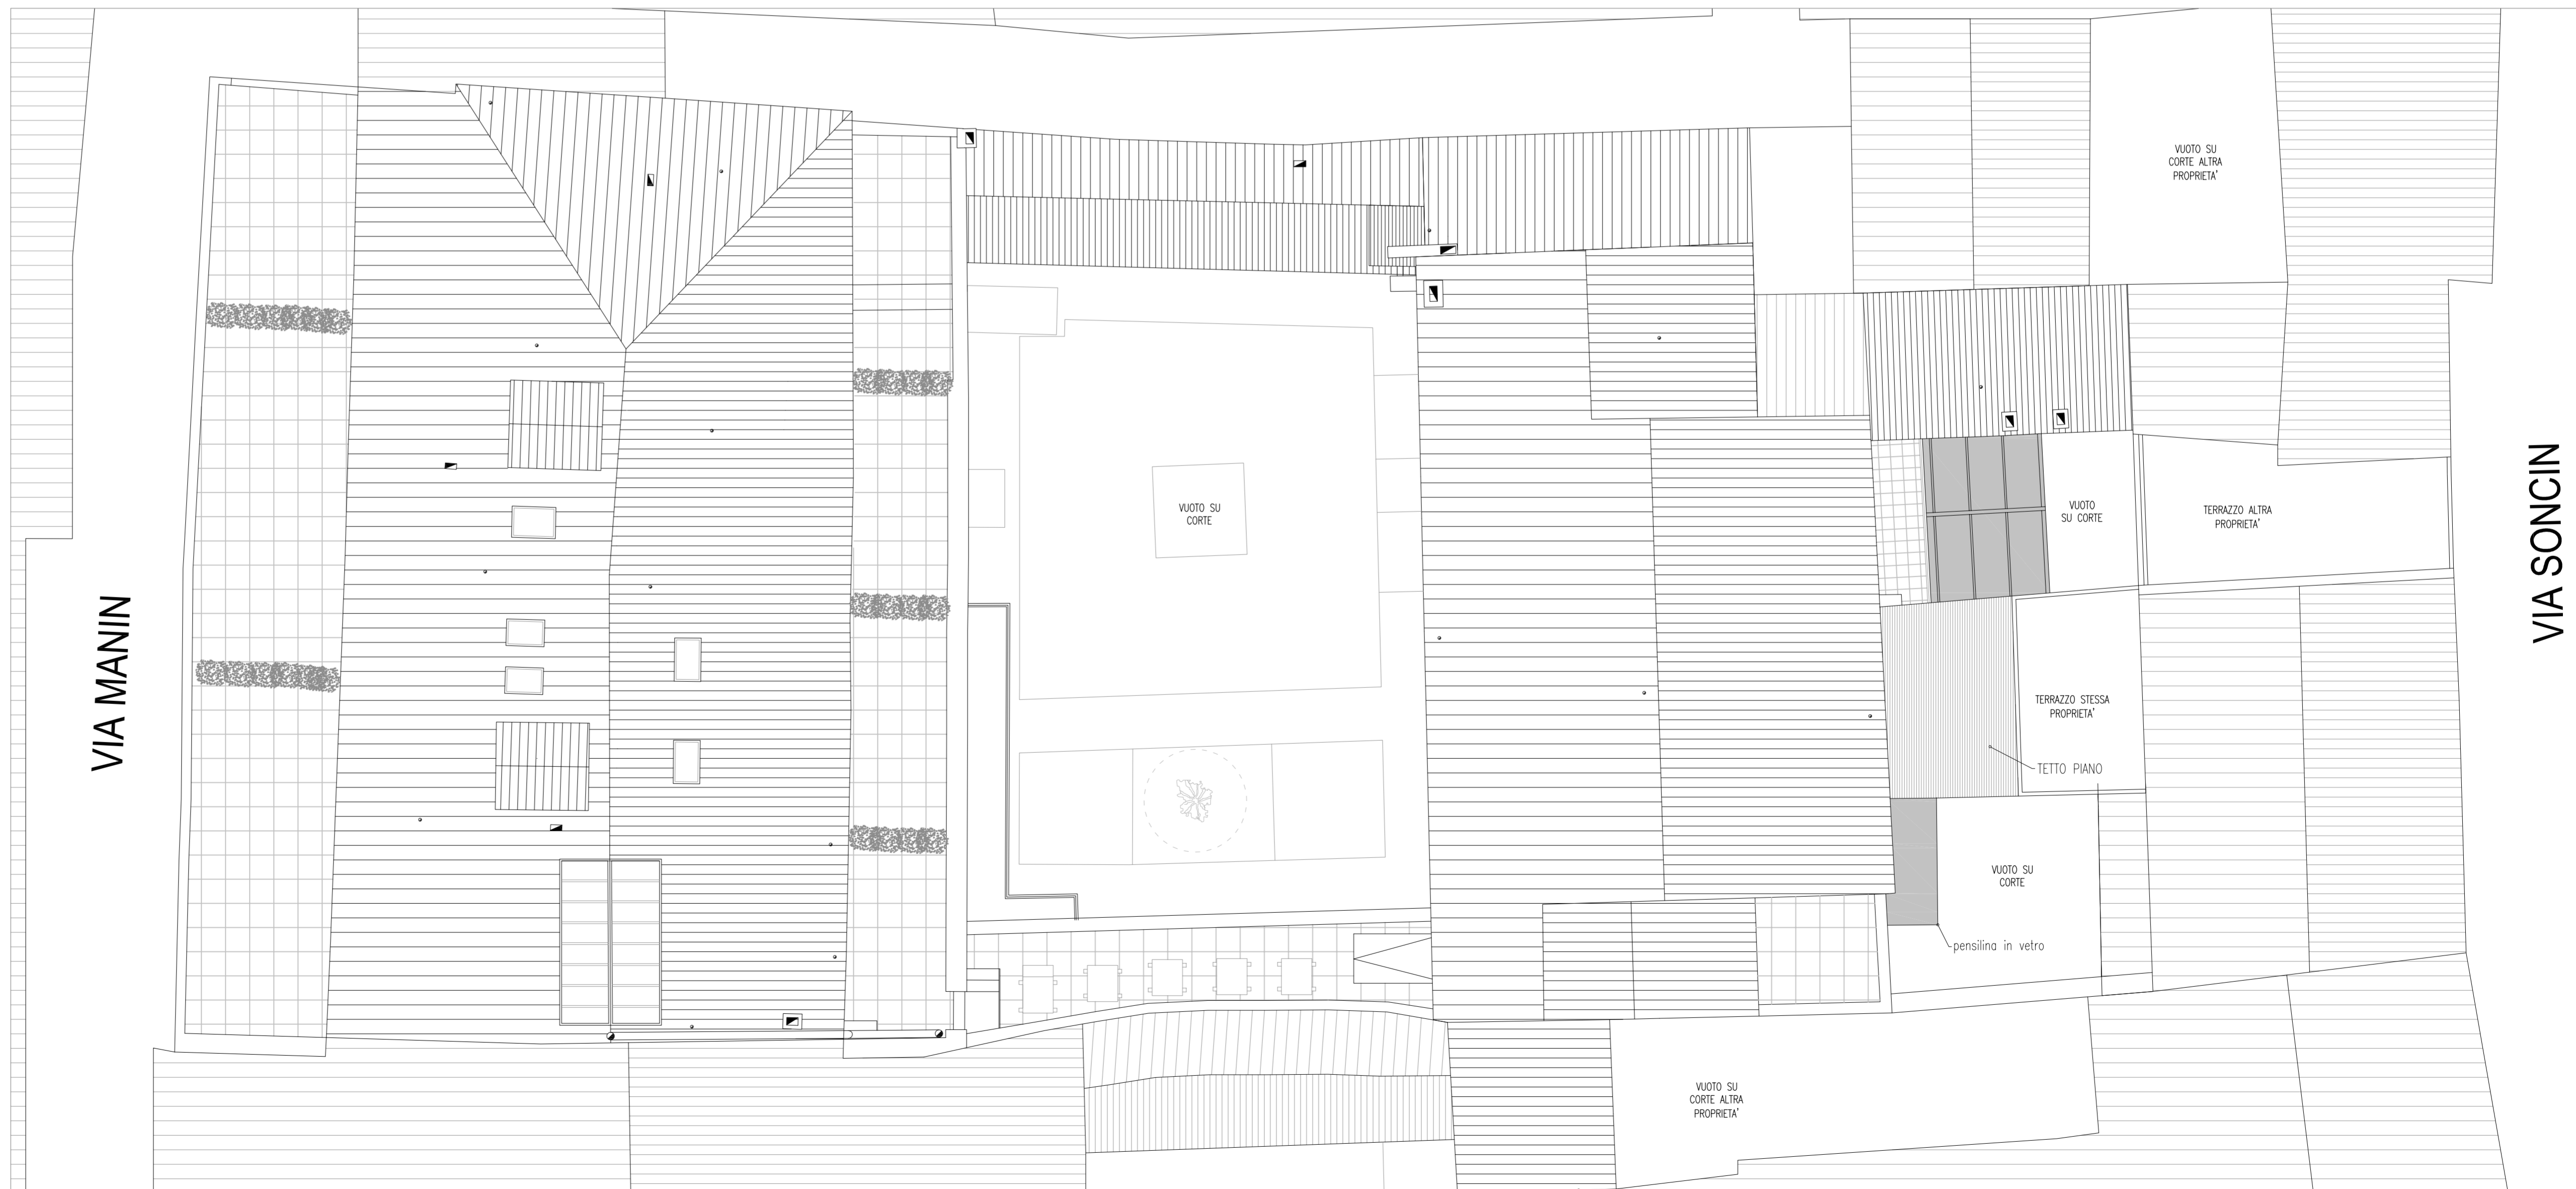 VIA MANIN
VUOTO SU
CORTE
VUOTO SU
CORTE ALTRA
PROPRIETA'
VUOTO
SU CORTE
TERRAZZO ALTRA
PROPRIETA'
TERRAZZO STESSA
PROPRIETA'
TETTO PIANO
VUOTO SU
CORTE
pensilina in vetro
VUOTO SU
CORTE ALTRA
PROPRIETA'
VIA SONCIN